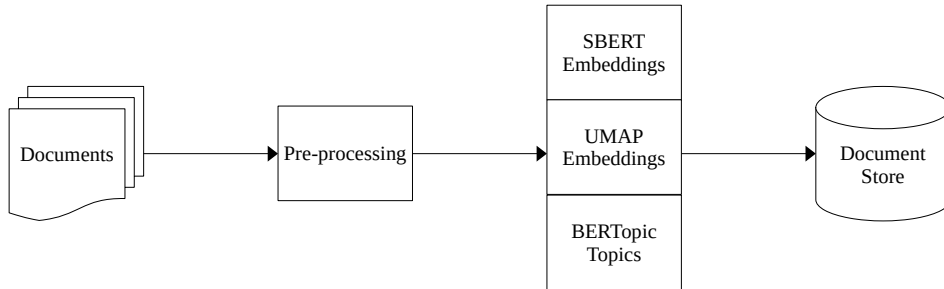 Documents
Pre-processing
SBERT
Embeddings
UMAP
Embeddings
BERTopic
Topics
Document
Store